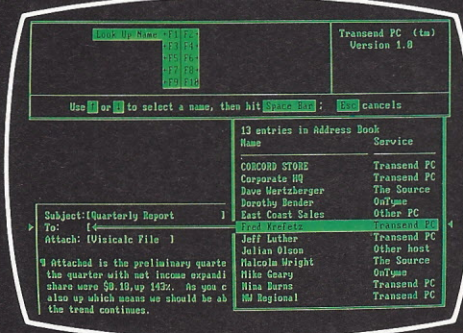 Look Up Name •F1 F2•
•F3 F4•
•F5 F6•
•F7 F8•
•F9 F10
Transend PC (tm)
Version 1.0
Use ↑ or ↓ to select a name, then hit Space Bar ; Esc cancels
13 entries in Address Book
Name Service
CORCORD STORE Transend PC
Corporate HQ Transend PC
Dave Wertzberger The Source
Dorothy Bender OnTyme
East Coast Sales Other PC
Fred Krefetz Transend PC
Jeff Luther Transend PC
Julian Olson Other host
Malcolm Wright The Source
Mike Geary OnTyme
Nina Burns Transend PC
NW Regional Transend PC
Subject:[Quarterly Report ]
To: [
Attach: [Visicalc File ]
Attached is the preliminary quarte
the quarter with net income expandi
share were $0.10,up 143%. As you c
also up which means we should be ab
the trend continues.